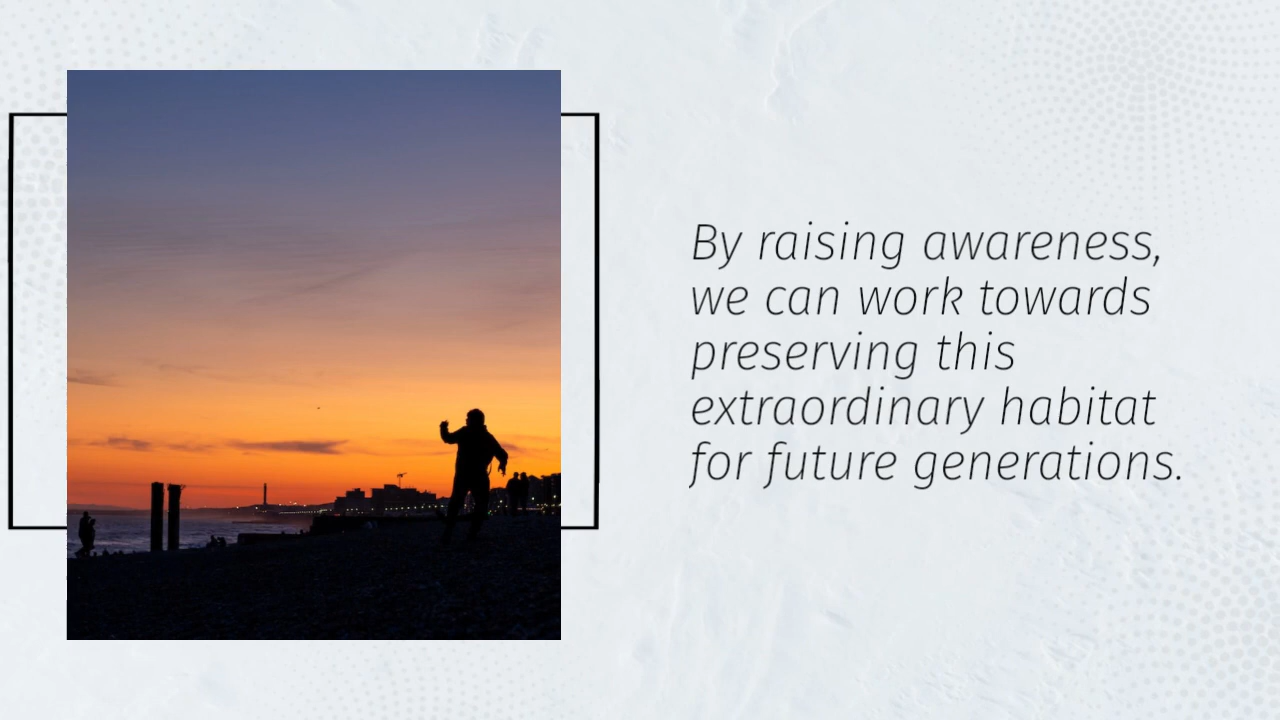 By raising awareness,
we can work towards
preserving this
extraordinary habitat
for future generations.